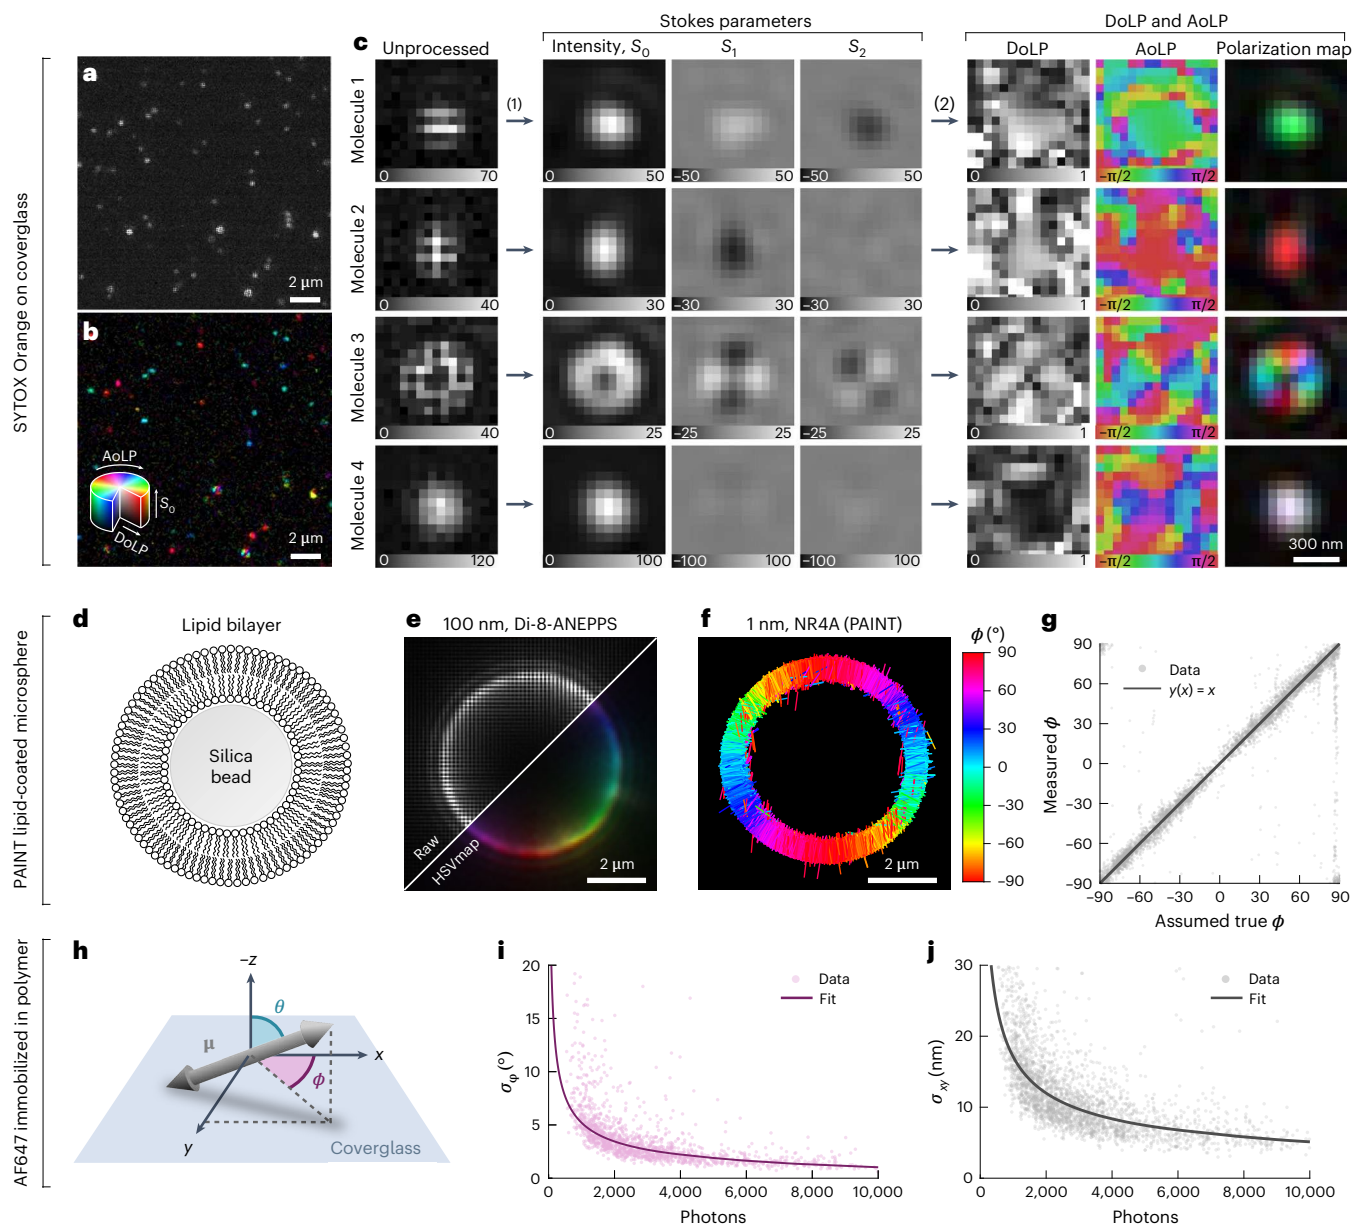 SYTOX Orange on coverglass
a
2 μm
b
AoLP
S0
DoLP
2 μm
c
Stokes parameters
DoLP and AoLP
Unprocessed
Intensity, S0
S1
S2
DoLP
AoLP
Polarization map
Molecule 1
(1)
(2)
0 70
0 50
−50 50
−50 50
0 1
−π/2 π/2
Molecule 2
0 40
0 30
−30 30
−30 30
0 1
−π/2 π/2
Molecule 3
0 40
0 25
−25 25
−25 25
0 1
−π/2 π/2
Molecule 4
0 120
0 100
−100 100
−100 100
0 1
−π/2 π/2
300 nm
PAINT lipid-coated microsphere
d
Lipid bilayer
Silica
bead
e
100 nm, Di-8-ANEPPS
Raw
HSVmap
2 μm
f
1 nm, NR4A (PAINT)
2 μm
ϕ (°)
90
60
30
0
−30
−60
−90
g
Data
y(x) = x
Measured ϕ
90
60
30
0
−30
−60
−90
−90 −60 −30 0 30 60 90
Assumed true ϕ
AF647 immobilized in polymer
h
−z
θ
μ
x
ϕ
y
Coverglass
i
Data
Fit
σφ (°)
20
15
10
5
0
0 2,000 4,000 6,000 8,000 10,000
Photons
j
Data
Fit
σxy (nm)
30
20
10
0
0 2,000 4,000 6,000 8,000 10,000
Photons